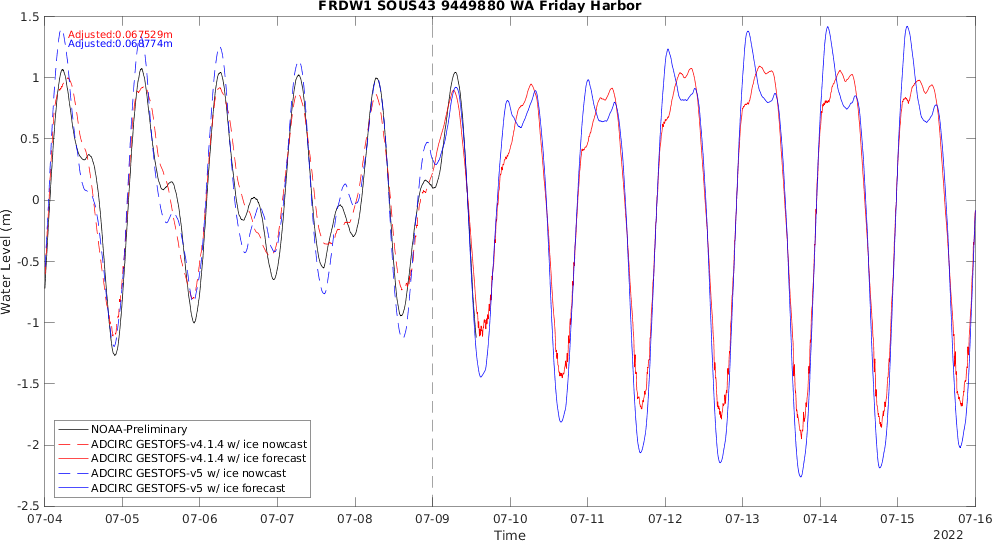 FRDW1 SOUS43 9449880 WA Friday Harbor
Adjusted:0.067529m
Adjusted:0.068774m
1.5
1
0.5
0
-0.5
-1
-1.5
-2
-2.5
Water Level (m)
NOAA-Preliminary
ADCIRC GESTOFS-v4.1.4 w/ ice nowcast
ADCIRC GESTOFS-v4.1.4 w/ ice forecast
ADCIRC GESTOFS-v5 w/ ice nowcast
ADCIRC GESTOFS-v5 w/ ice forecast
07-04 07-05 07-06 07-07 07-08 07-09 07-10 07-11 07-12 07-13 07-14 07-15 07-16
Time
2022